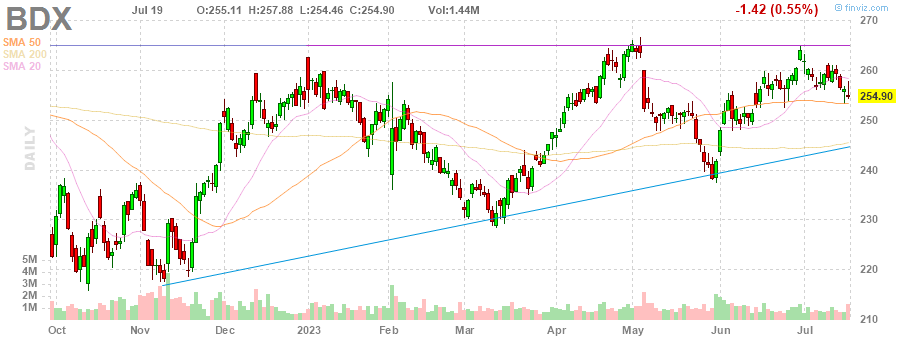 BDX Jul 19 O:255.11 H:257.88 L:254.46 C:254.90 Vol:1.44M -1.42 (0.55%) © finviz.com
SMA 50
SMA 200
SMA 20
DAILY
270
260
254.90
250
240
230
220
210
5M
4M
3M
2M
1M
Oct Nov Dec 2023 Feb Mar Apr May Jun Jul